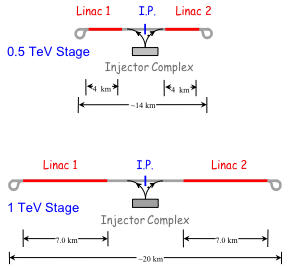 Linac 1 I.P. Linac 2
0.5 TeV Stage
Injector Complex
4 km 4 km
~14 km
Linac 1 I.P. Linac 2
1 TeV Stage
Injector Complex
7.0 km 7.0 km
~20 km